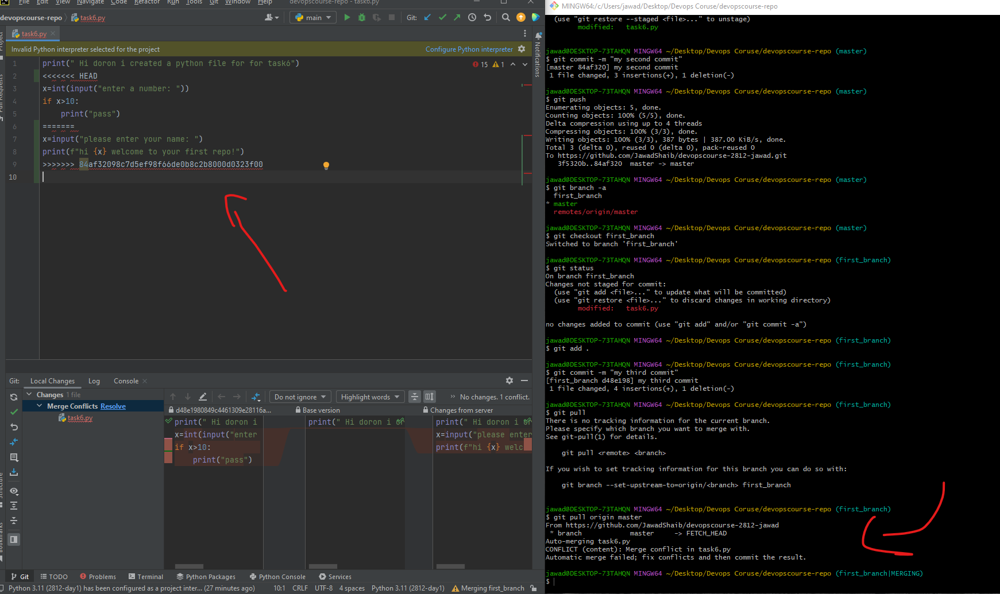 File Edit View Navigate Code Refactor Run Tools Git Window Help devopscourse-repo - task6.py
devopscourse-repo task6.py main Git:
task6.py
Invalid Python interpreter selected for the project Configure Python interpreter
Notifications
15 1
1 print(" Hi doron i created a python file for for task6")
2 <<<<<<< HEAD
3 x=int(input("enter a number: "))
4 if x>10:
5 print("pass")
6 =======
7 x=input("please enter your name: ")
8 print(f"hi {x} welcome to your first repo!")
9 >>>>>>> 84af32098c7d5ef98f66de0b8c2b8000d0323f00
10
Git: Local Changes Log Console
Changes 1 file
Merge Conflicts Resolve
task6.py
Do not ignore Highlight words No changes. 1 conflict.
d48e1980849c4461309e28116a... Base version Changes from server
print(" Hi doron i print(" Hi doron i cr print(" Hi doron i cr
x=int(input("enter x=input("please enter
if x>10: print(f"hi {x} welc
print("pass")
Git TODO Problems Terminal Python Packages Python Console Services
Python 3.11 (2812-day1) has been configured as a project inter... (27 minutes ago) 10:1 CRLF UTF-8 4 spaces Python 3.11 (2812-day1) Merging first_branch
MINGW64:/c/Users/jawad/Desktop/Devops Coruse/devopscourse-repo
(use "git restore --staged <file>..." to unstage)
modified: task6.py
jawad@DESKTOP-73TAHQN MINGW64 ~/Desktop/Devops Coruse/devopscourse-repo (master)
$ git commit -m "my second commit"
[master 84af320] my second commit
1 file changed, 3 insertions(+), 1 deletion(-)
jawad@DESKTOP-73TAHQN MINGW64 ~/Desktop/Devops Coruse/devopscourse-repo (master)
$ git push
Enumerating objects: 5, done.
Counting objects: 100% (5/5), done.
Delta compression using up to 4 threads
Compressing objects: 100% (3/3), done.
Writing objects: 100% (3/3), 387 bytes | 387.00 KiB/s, done.
Total 3 (delta 0), reused 0 (delta 0), pack-reused 0
To https://github.com/JawadShaib/devopscourse-2812-jawad.git
3f5320b..84af320 master -> master
jawad@DESKTOP-73TAHQN MINGW64 ~/Desktop/Devops Coruse/devopscourse-repo (master)
$ git branch -a
first_branch
* master
remotes/origin/master
jawad@DESKTOP-73TAHQN MINGW64 ~/Desktop/Devops Coruse/devopscourse-repo (master)
$ git checkout first_branch
Switched to branch 'first_branch'
jawad@DESKTOP-73TAHQN MINGW64 ~/Desktop/Devops Coruse/devopscourse-repo (first_branch)
$ git status
On branch first_branch
Changes not staged for commit:
(use "git add <file>..." to update what will be committed)
(use "git restore <file>..." to discard changes in working directory)
modified: task6.py
no changes added to commit (use "git add" and/or "git commit -a")
jawad@DESKTOP-73TAHQN MINGW64 ~/Desktop/Devops Coruse/devopscourse-repo (first_branch)
$ git add .
jawad@DESKTOP-73TAHQN MINGW64 ~/Desktop/Devops Coruse/devopscourse-repo (first_branch)
$ git commit -m "my third commit"
[first_branch d48e198] my third commit
1 file changed, 4 insertions(+), 1 deletion(-)
jawad@DESKTOP-73TAHQN MINGW64 ~/Desktop/Devops Coruse/devopscourse-repo (first_branch)
$ git pull
There is no tracking information for the current branch.
Please specify which branch you want to merge with.
See git-pull(1) for details.
git pull <remote> <branch>
If you wish to set tracking information for this branch you can do so with:
git branch --set-upstream-to=origin/<branch> first_branch
jawad@DESKTOP-73TAHQN MINGW64 ~/Desktop/Devops Coruse/devopscourse-repo (first_branch)
$ git pull origin master
From https://github.com/JawadShaib/devopscourse-2812-jawad
* branch master -> FETCH_HEAD
Auto-merging task6.py
CONFLICT (content): Merge conflict in task6.py
Automatic merge failed; fix conflicts and then commit the result.
jawad@DESKTOP-73TAHQN MINGW64 ~/Desktop/Devops Coruse/devopscourse-repo (first_branch|MERGING)
$